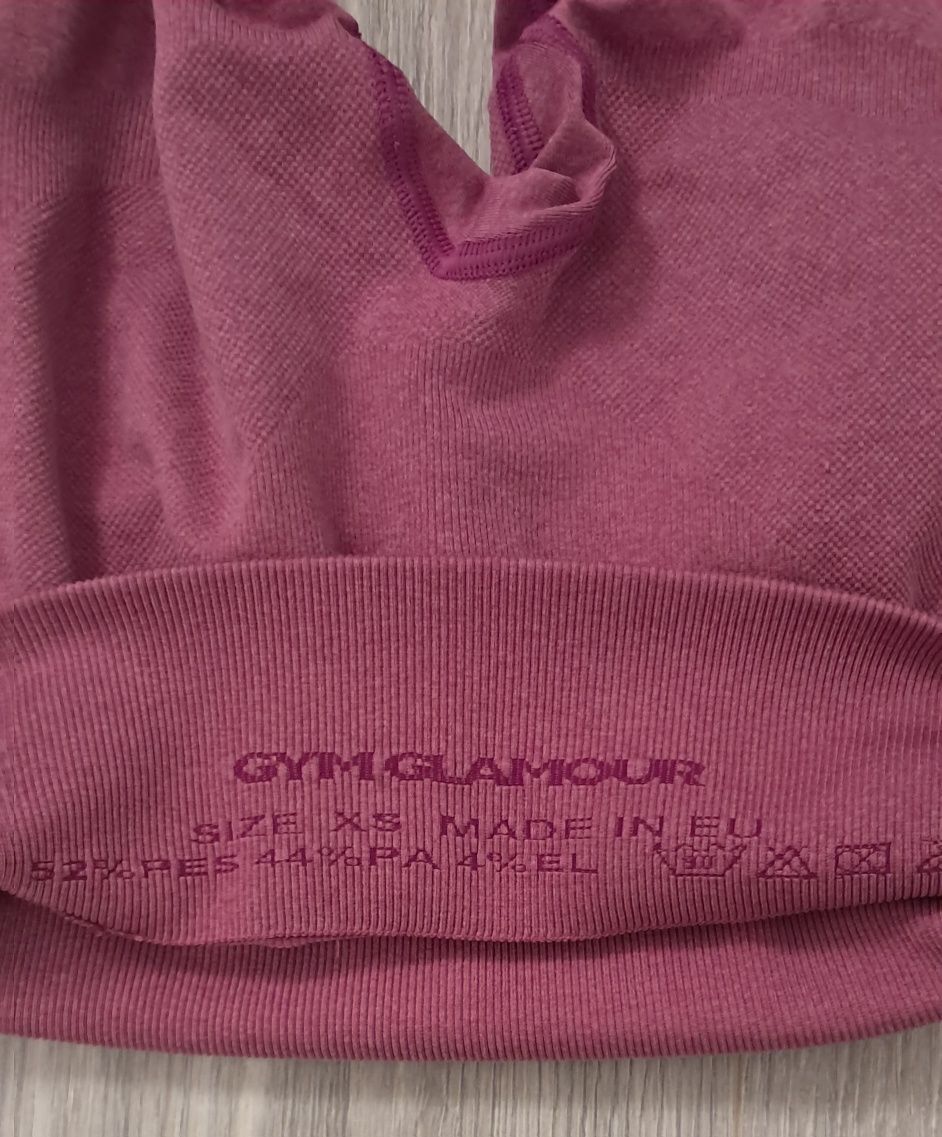 GYM GLAMOUR
SIZE XS MADE IN EU
52% PES 44% PA 4% EL